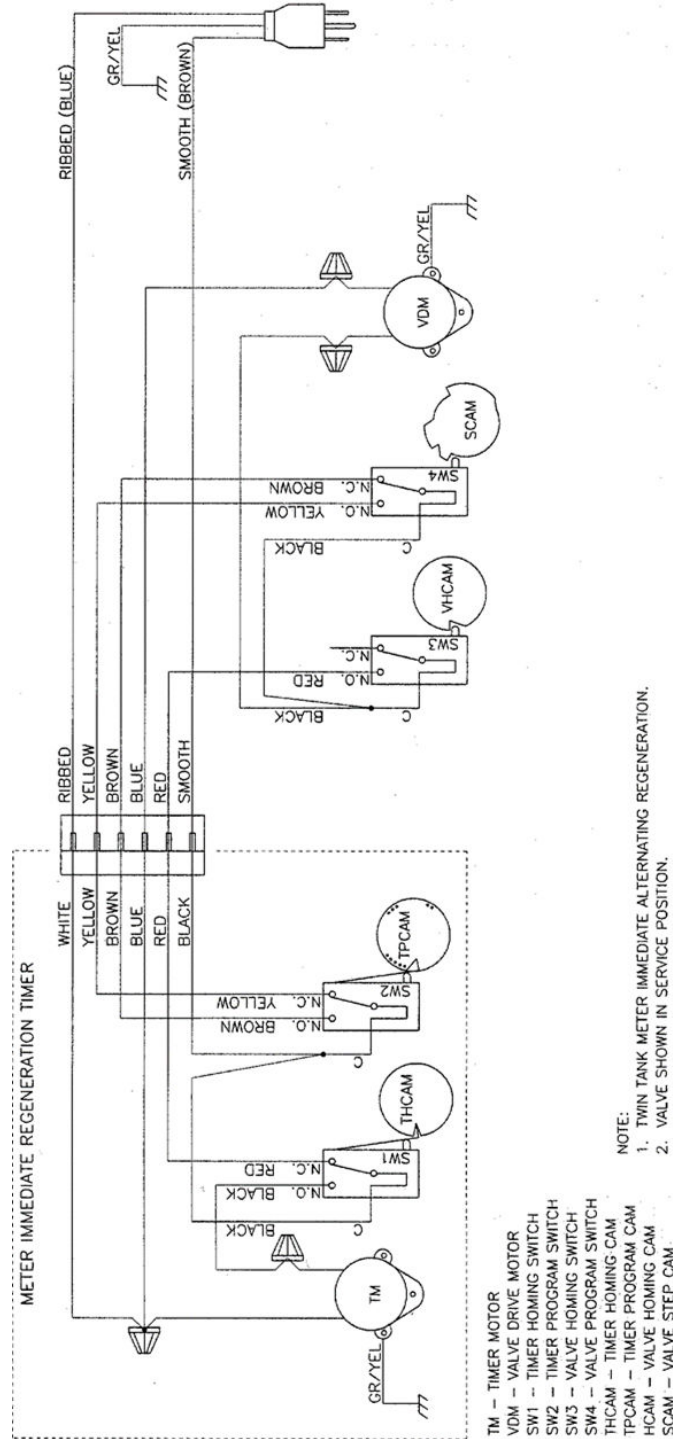 METER IMMEDIATE REGENERATION TIMER
RIBBED (BLUE)
GR/YEL
SMOOTH (BROWN)
WHITE
YELLOW
BROWN
BLUE
RED
BLACK
RIBBED
YELLOW
BROWN
BLUE
RED
SMOOTH
TM
GR/YEL
BLACK
BLACK
N.O.
RED
N.C.
C
SW1
THCAM
BROWN
N.O.
YELLOW
N.C.
C
SW2
TPCAM
BLACK
RED
N.O.
N.C.
C
SW3
VHCAM
BLACK
YELLOW
N.O.
BROWN
N.C.
C
SW4
SCAM
VDM
GR/YEL
TM – TIMER MOTOR
VDM – VALVE DRIVE MOTOR
SW1 – TIMER HOMING SWITCH
SW2 – TIMER PROGRAM SWITCH
SW3 – VALVE HOMING SWITCH
SW4 – VALVE PROGRAM SWITCH
THCAM – TIMER HOMING CAM
TPCAM – TIMER PROGRAM CAM
HCAM – VALVE HOMING CAM
SCAM – VALVE STEP CAM
NOTE:
1. TWIN TANK METER IMMEDIATE ALTERNATING REGENERATION.
2. VALVE SHOWN IN SERVICE POSITION.